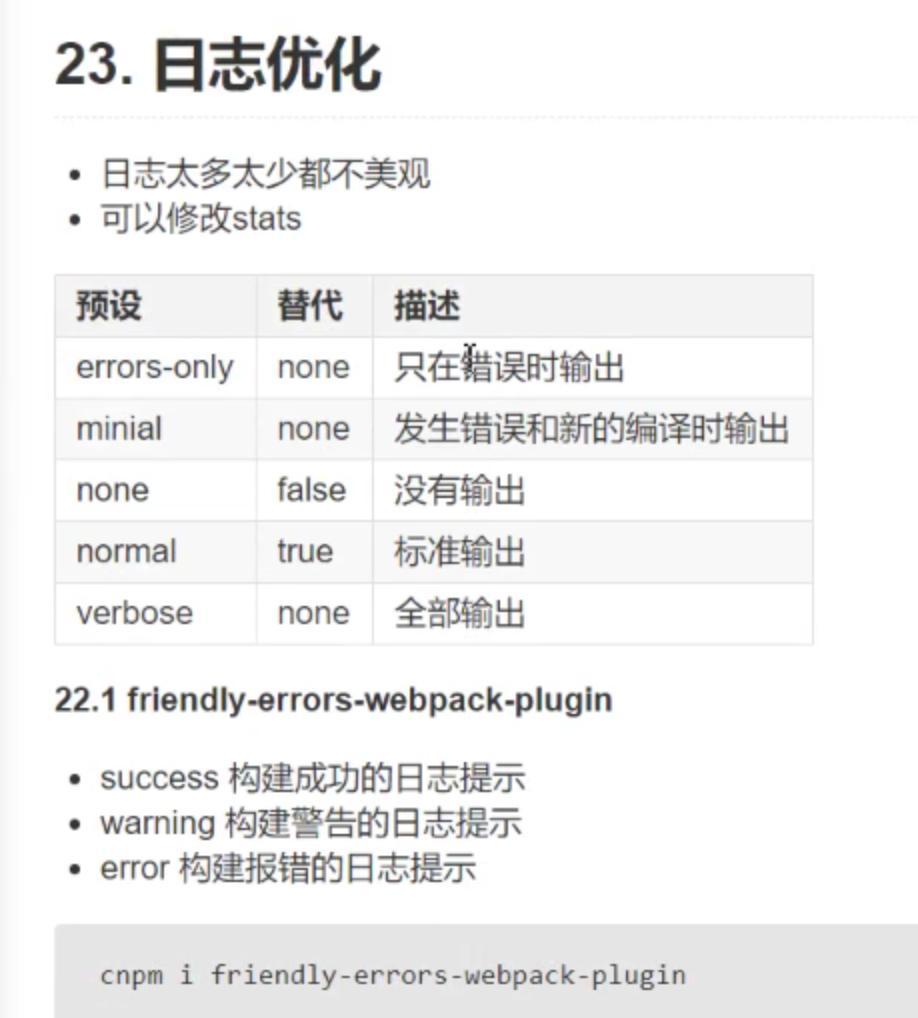 23. 日志优化
日志太多太少都不美观
可以修改stats
预设 替代 描述
errors-only none 只在错误时输出
minial none 发生错误和新的编译时输出
none false 没有输出
normal true 标准输出
verbose none 全部输出
22.1 friendly-errors-webpack-plugin
success 构建成功的日志提示
warning 构建警告的日志提示
error 构建报错的日志提示
cnpm i friendly-errors-webpack-plugin